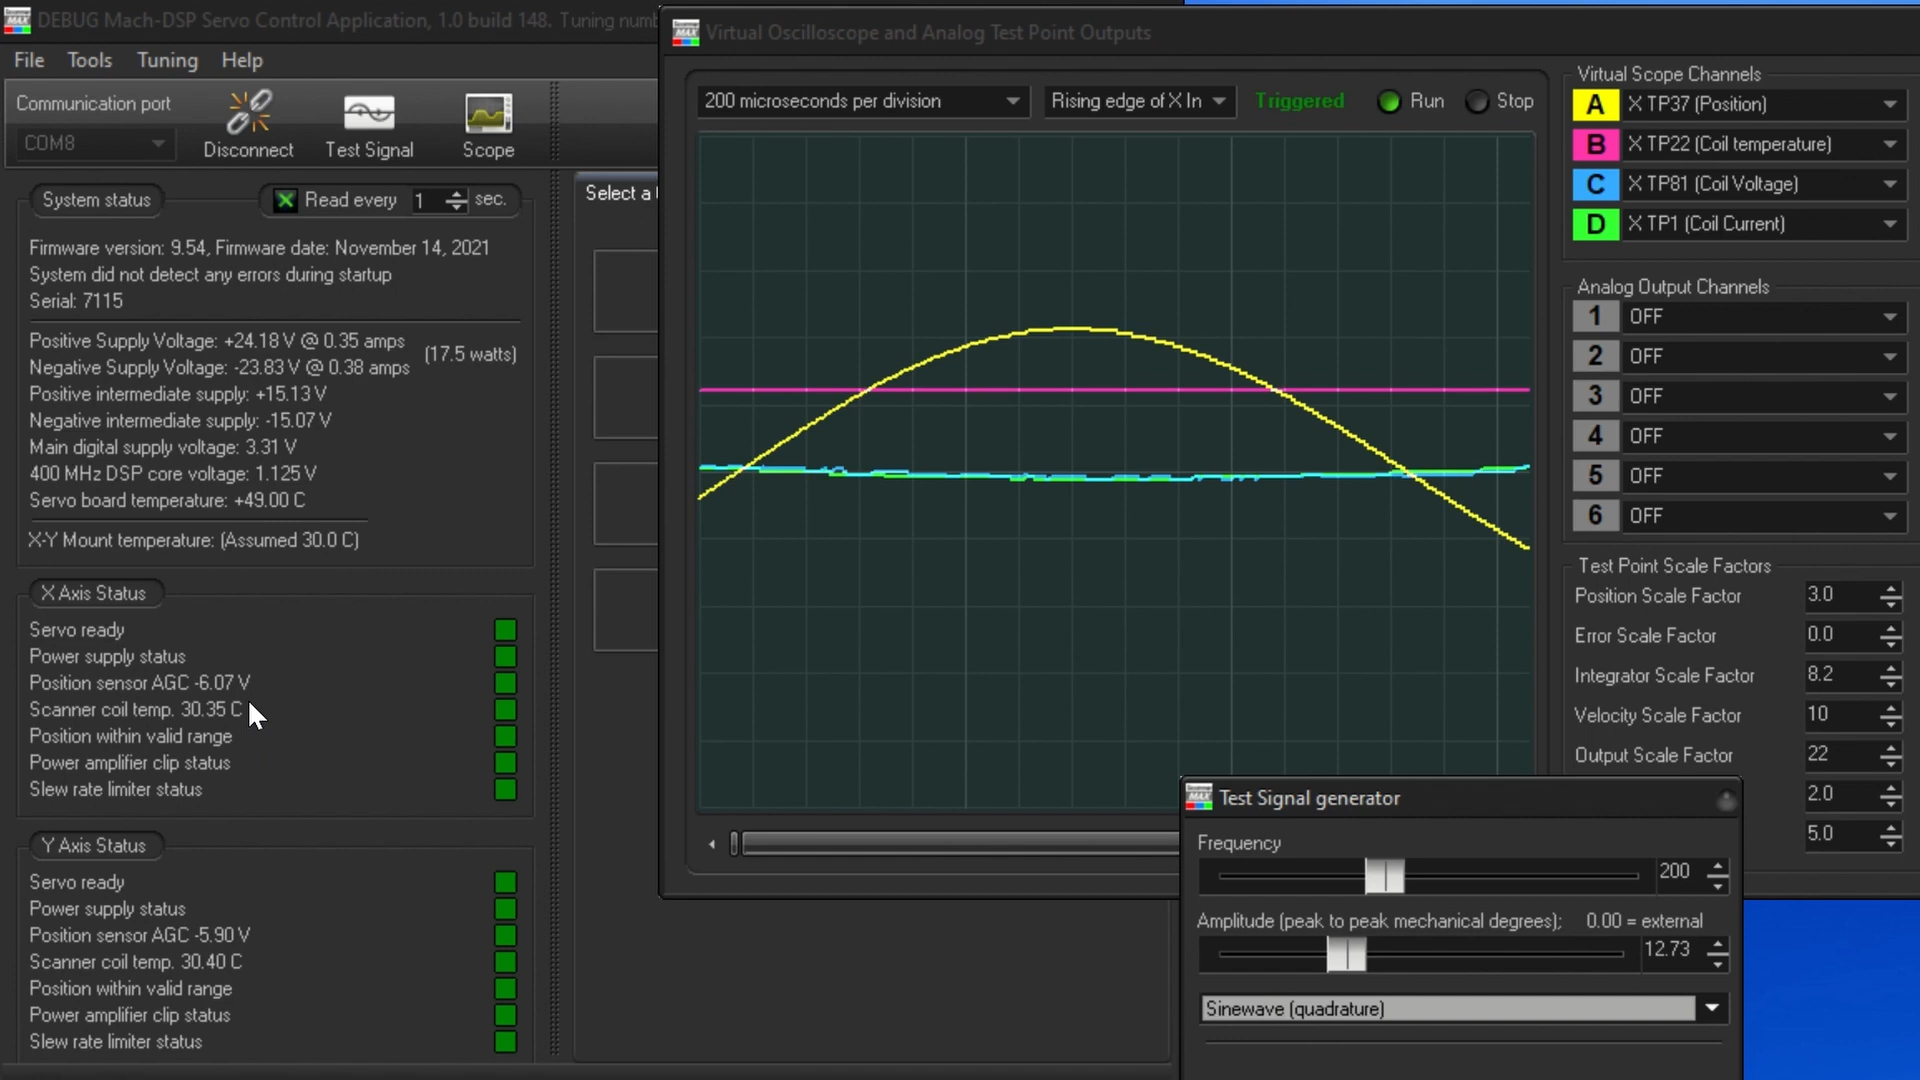 DEBUG Mach-DSP Servo Control Application, 1.0 build 148. Tuning
File Tools Tuning Help
Communication port
COM8
Disconnect
Test Signal
Scope
System status
Read every 1 sec.
Firmware version: 9.54, Firmware date: November 14, 2021
System did not detect any errors during startup
Serial: 7115
Positive Supply Voltage: +24.18 V @ 0.35 amps
Negative Supply Voltage: -23.83 V @ 0.38 amps
(17.5 watts)
Positive intermediate supply: +15.13 V
Negative intermediate supply: -15.07 V
Main digital supply voltage: 3.31 V
400 MHz DSP core voltage: 1.125 V
Servo board temperature: +49.00 C
X-Y Mount temperature: (Assumed 30.0 C)
X Axis Status
Servo ready
Power supply status
Position sensor AGC -6.07 V
Scanner coil temp. 30.35 C
Position within valid range
Power amplifier clip status
Slew rate limiter status
Y Axis Status
Servo ready
Power supply status
Position sensor AGC -5.90 V
Scanner coil temp. 30.40 C
Position within valid range
Power amplifier clip status
Slew rate limiter status
Select a
Virtual Oscilloscope and Analog Test Point Outputs
200 microseconds per division
Rising edge of X In
Triggered
Run
Stop
Virtual Scope Channels
A X TP37 (Position)
B X TP22 (Coil temperature)
C X TP81 (Coil Voltage)
D X TP1 (Coil Current)
Analog Output Channels
1 OFF
2 OFF
3 OFF
4 OFF
5 OFF
6 OFF
Test Point Scale Factors
Position Scale Factor 3.0
Error Scale Factor 0.0
Integrator Scale Factor 8.2
Velocity Scale Factor 10
Output Scale Factor 22
2.0
5.0
Test Signal generator
Frequency
200
Amplitude (peak to peak mechanical degrees); 0.00 = external
12.73
Sinewave (quadrature)